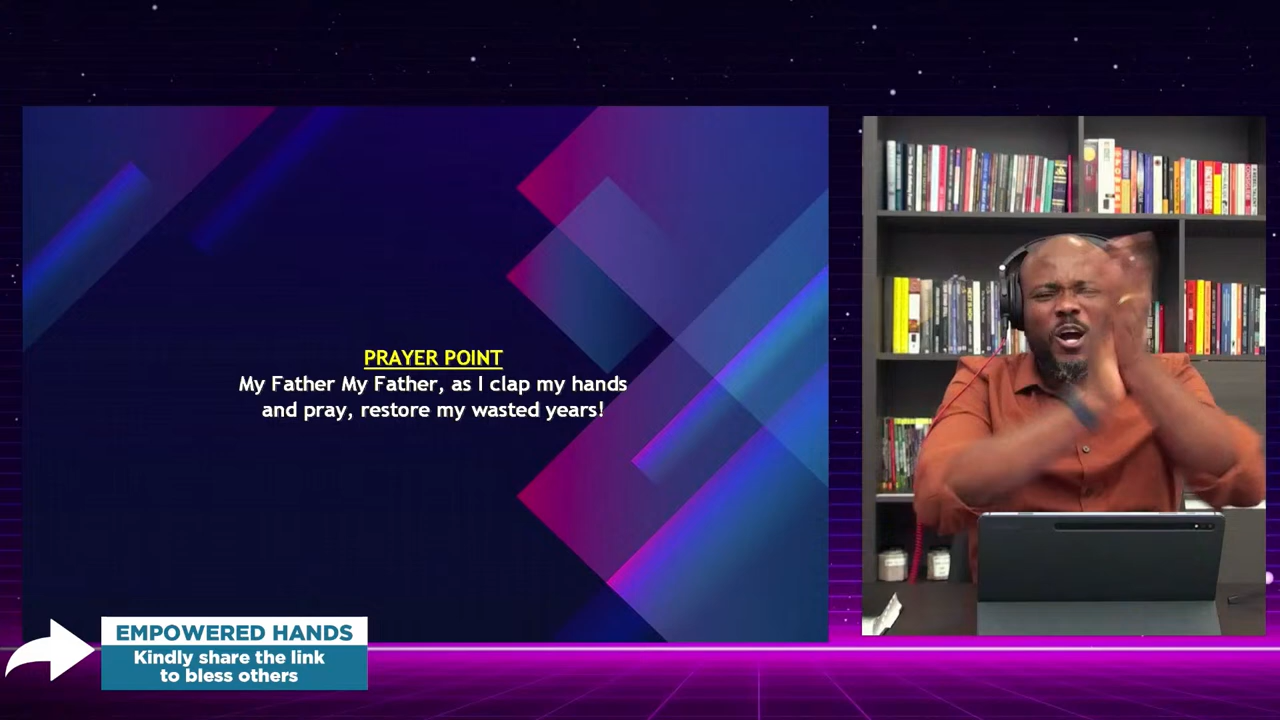 PRAYER POINT
My Father My Father, as I clap my hands
and pray, restore my wasted years!
EMPOWERED HANDS
Kindly share the link
to bless others